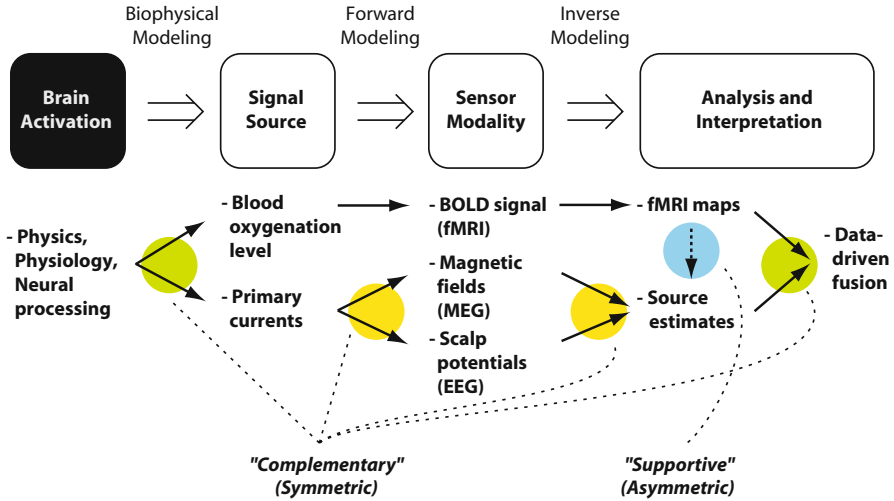 Biophysical
Modeling
Forward
Modeling
Inverse
Modeling
Brain
Activation
Signal
Source
Sensor
Modality
Analysis and
Interpretation
- Physics,
Physiology,
Neural
processing
- Blood
oxygenation
level
- Primary
currents
- BOLD signal
(fMRI)
- Magnetic
fields
(MEG)
- Scalp
potentials
(EEG)
- fMRI maps
- Source
estimates
- Data-
driven
fusion
"Complementary"
(Symmetric)
"Supportive"
(Asymmetric)